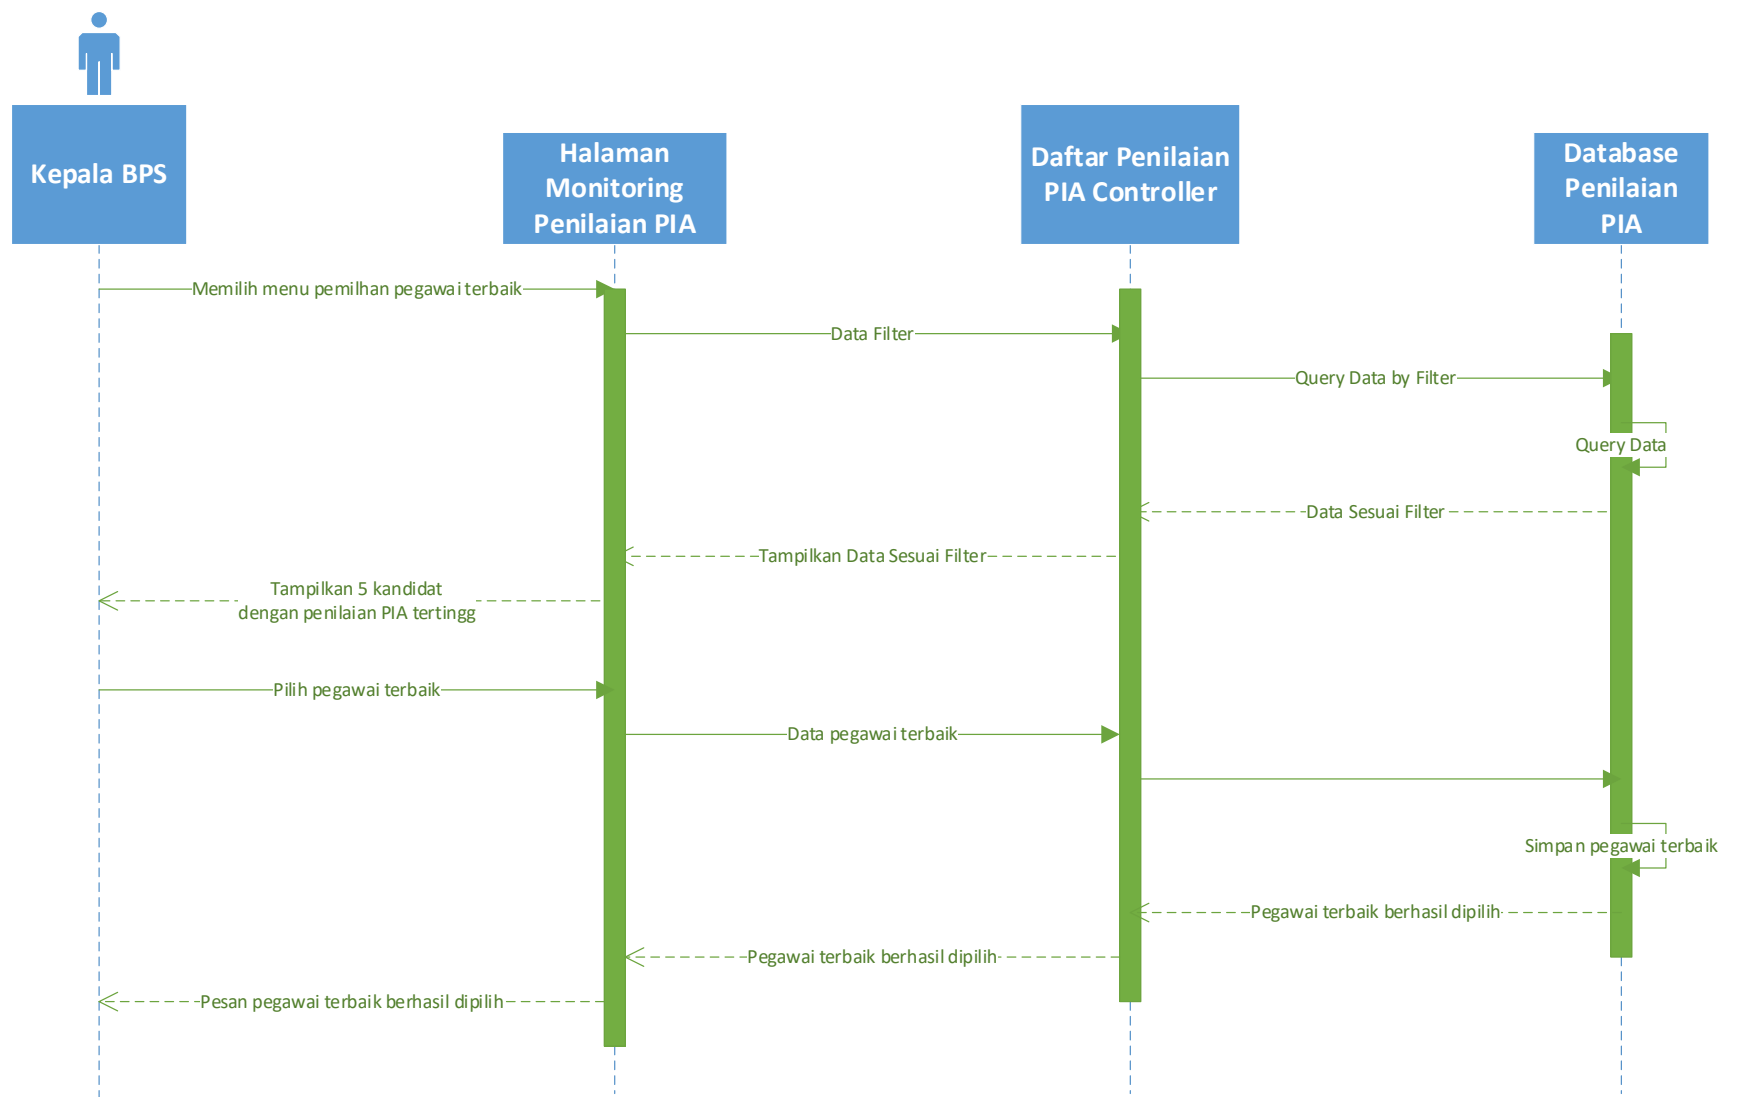 Kepala BPS
Halaman
Monitoring
Penilaian PIA
Daftar Penilaian
PIA Controller
Database
Penilaian
PIA
Memilih menu pemilhan pegawai terbaik
Data Filter
Query Data by Filter
Query Data
Data Sesuai Filter
Tampilkan Data Sesuai Filter
Tampilkan 5 kandidat
dengan penilaian PIA tertingg
Pilih pegawai terbaik
Data pegawai terbaik
Simpan pegawai terbaik
Pegawai terbaik berhasil dipilih
Pegawai terbaik berhasil dipilih
Pesan pegawai terbaik berhasil dipilih